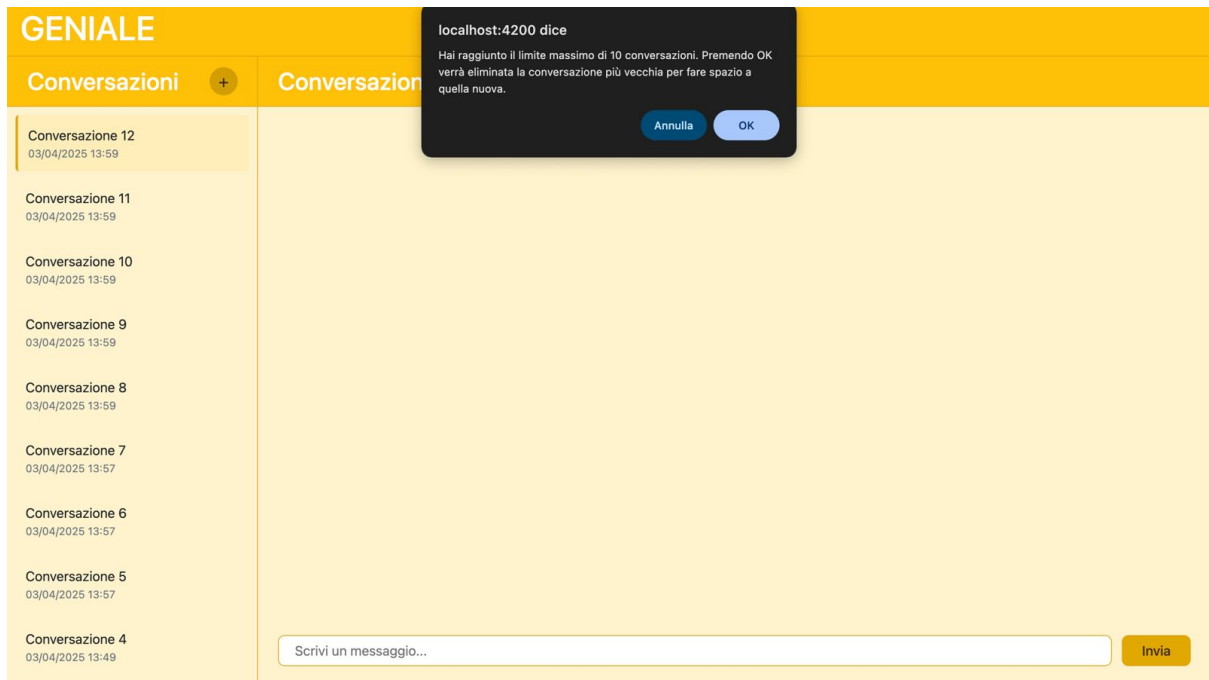 GENIALE
Conversazioni +
Conversazion
localhost:4200 dice
Hai raggiunto il limite massimo di 10 conversazioni. Premendo OK
verrà eliminata la conversazione più vecchia per fare spazio a
quella nuova.
Annulla OK
Conversazione 12
03/04/2025 13:59
Conversazione 11
03/04/2025 13:59
Conversazione 10
03/04/2025 13:59
Conversazione 9
03/04/2025 13:59
Conversazione 8
03/04/2025 13:59
Conversazione 7
03/04/2025 13:57
Conversazione 6
03/04/2025 13:57
Conversazione 5
03/04/2025 13:57
Conversazione 4
03/04/2025 13:49
Scrivi un messaggio...
Invia